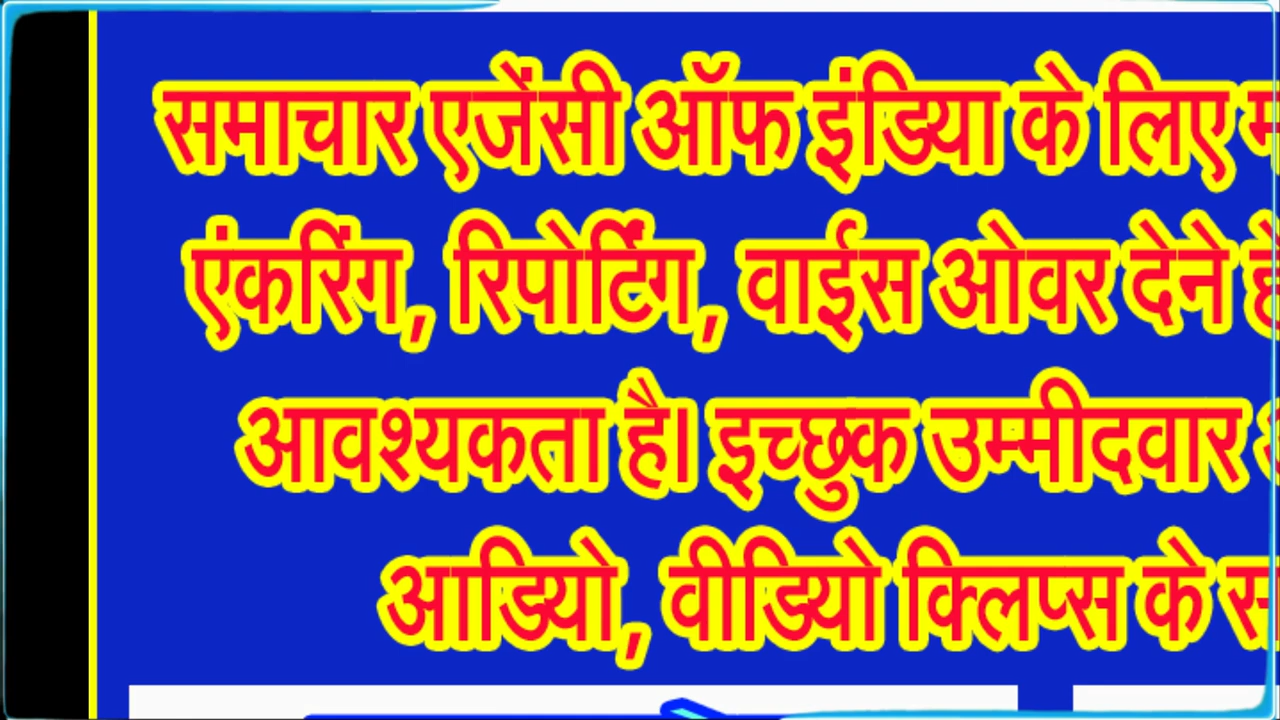 समाचार एजेंसी ऑफ इंडिया के लिए
एंकरिंग, रिपोर्टिंग, वाईस ओवर देने
आवश्यकता है। इच्छुक उम्मीदवार
आडियो, वीडियो क्लिप्स के